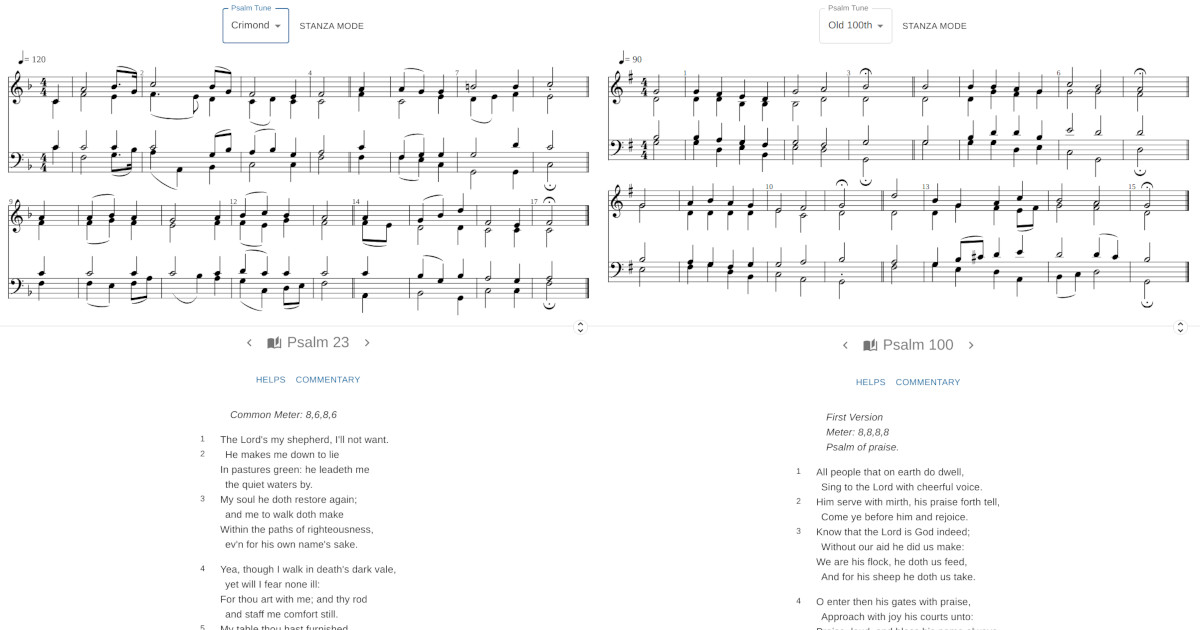 Psalm Tune
Crimond
STANZA MODE
= 120
2
4
7
9
12
14
17
Psalm 23
HELPS COMMENTARY
Common Meter: 8,6,8,6
1 The Lord's my shepherd, I'll not want.
2 He makes me down to lie
In pastures green: he leadeth me
the quiet waters by.
3 My soul he doth restore again;
and me to walk doth make
Within the paths of righteousness,
ev'n for his own name's sake.
4 Yea, though I walk in death's dark vale,
yet will I fear none ill:
For thou art with me; and thy rod
and staff me comfort still.
5 My table thou hast furnished
Psalm Tune
Old 100th
STANZA MODE
= 90
1
3
6
10
13
15
Psalm 100
HELPS COMMENTARY
First Version
Meter: 8,8,8,8
Psalm of praise.
1 All people that on earth do dwell,
Sing to the Lord with cheerful voice.
2 Him serve with mirth, his praise forth tell,
Come ye before him and rejoice.
3 Know that the Lord is God indeed;
Without our aid he did us make:
We are his flock, he doth us feed,
And for his sheep he doth us take.
4 O enter then his gates with praise,
Approach with joy his courts unto: